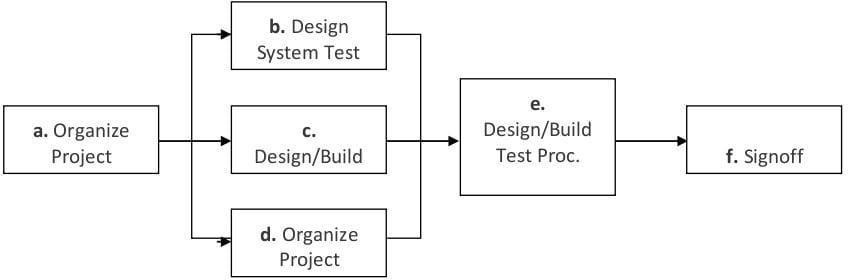 b. Design
System Test
a. Organize
Project
c.
Design/Build
d. Organize
Project
e.
Design/Build
Test Proc.
f. Signoff